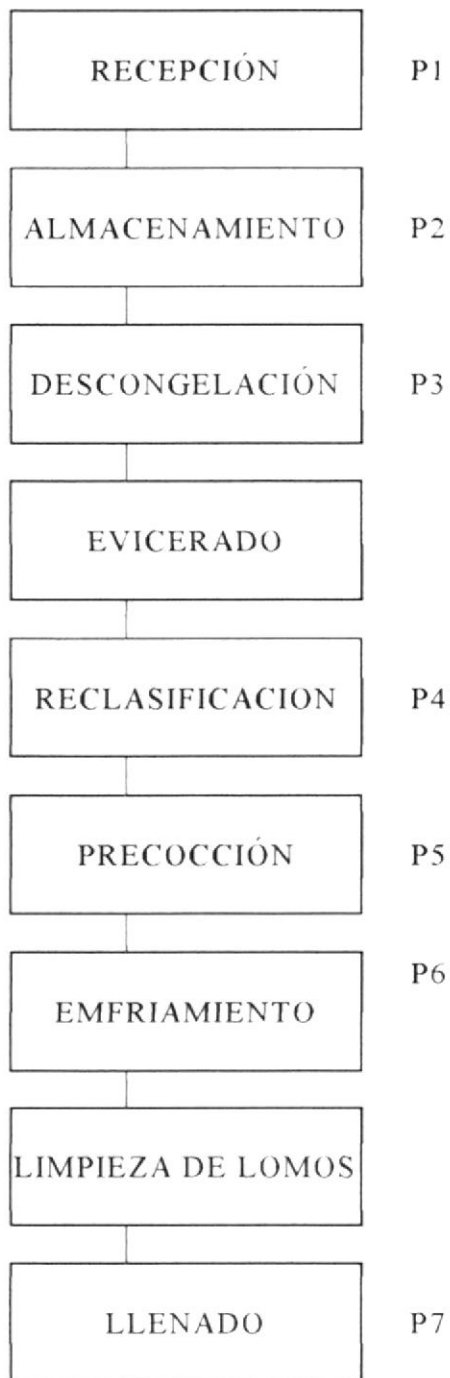 RECEPCIÓN P1
ALMACENAMIENTO P2
DESCONGELACIÓN P3
EVICERADO
RECLASIFICACION P4
PRECOCCIÓN P5
P6
EMFRIAMIENTO
LIMPIEZA DE LOMOS
LLENADO P7